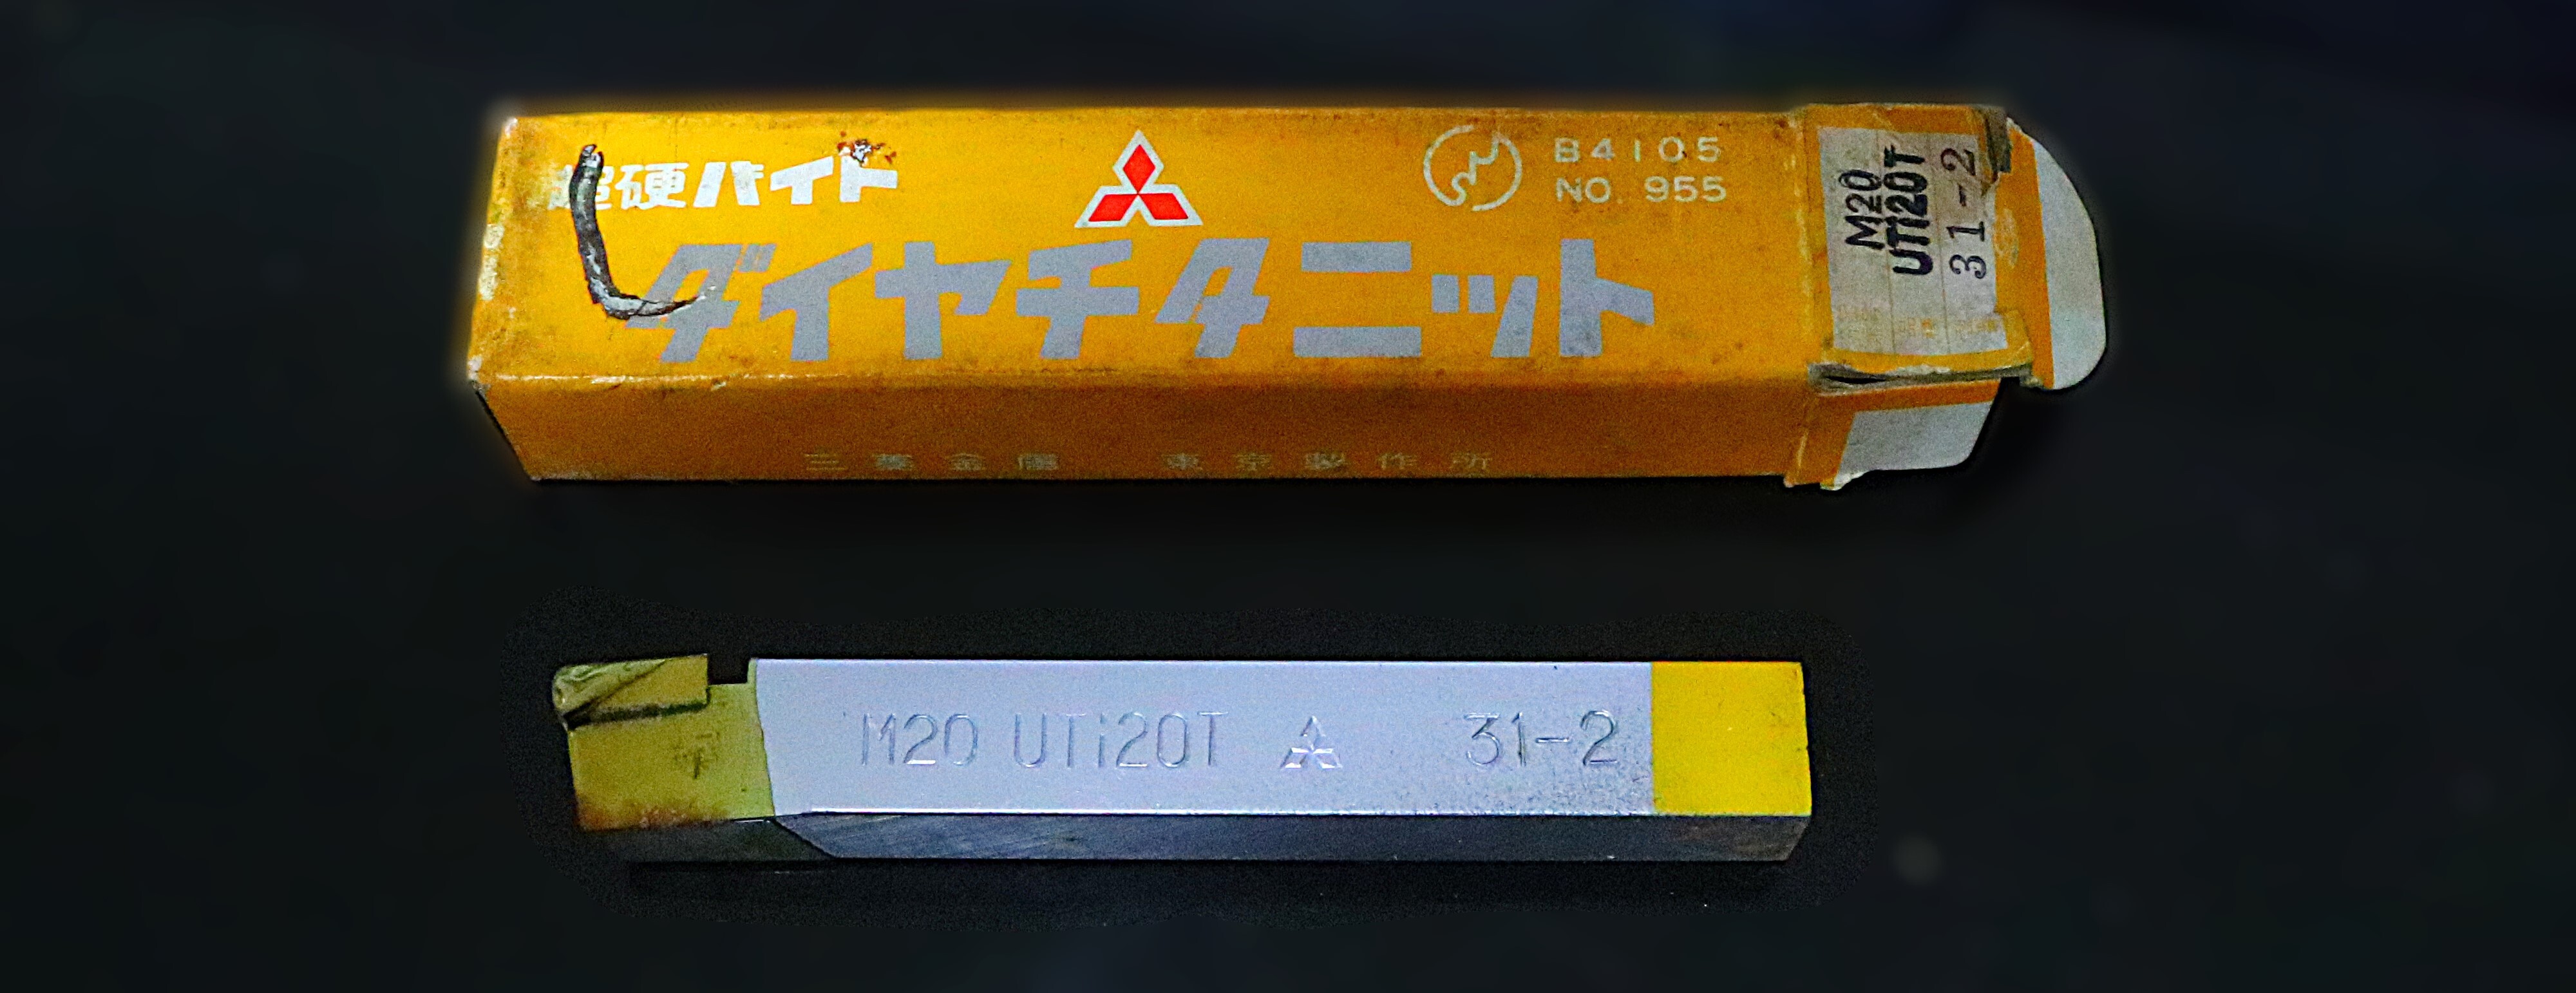 超硬バイト
B4105
NO. 955
ダイヤチタニット
三菱金属 東京製作所
M20
UTi20T
31-2
M20 UTi20T 31-2